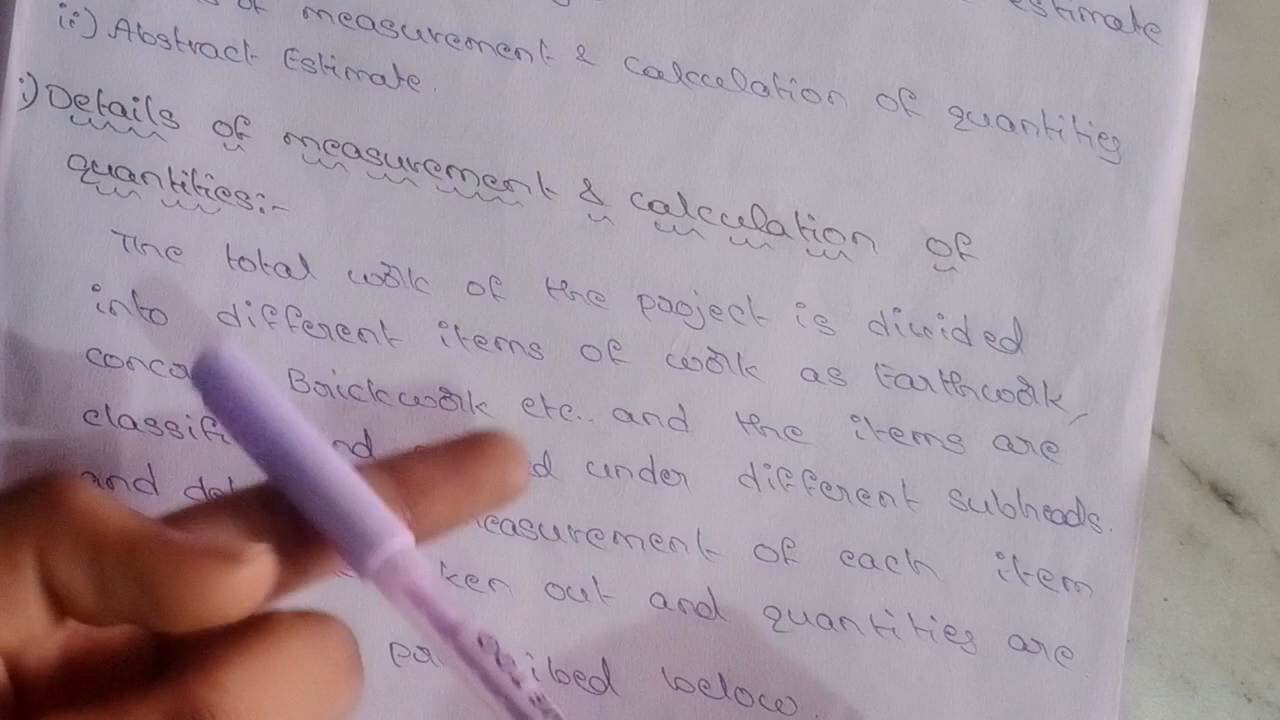 of measurement & calculation of quantities
estimate
ii) Abstract Estimate.
i) Details of measurement & calculation of
quantities:-
The total work of the project is divided
into different items of work as Earthwork,
Brickwork etc.. and the items are
under different subheads.
and measurement of each item
out and quantities are
below.